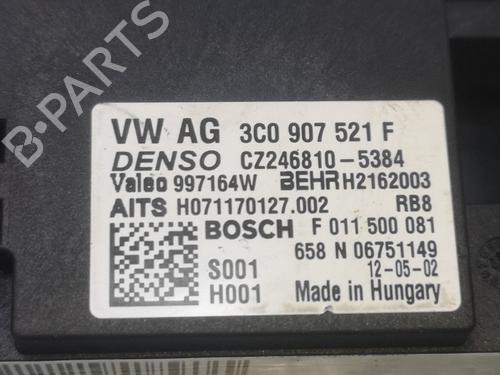 VW AG 3C0 907 521 F
DENSO CZ246810-5384
Valeo 997164W BEHR H2162003
AITS H071170127.002 RB8
BOSCH F 011 500 081
658 N 06751149
S001 12-05-02
H001 Made in Hungary
B-PARTS